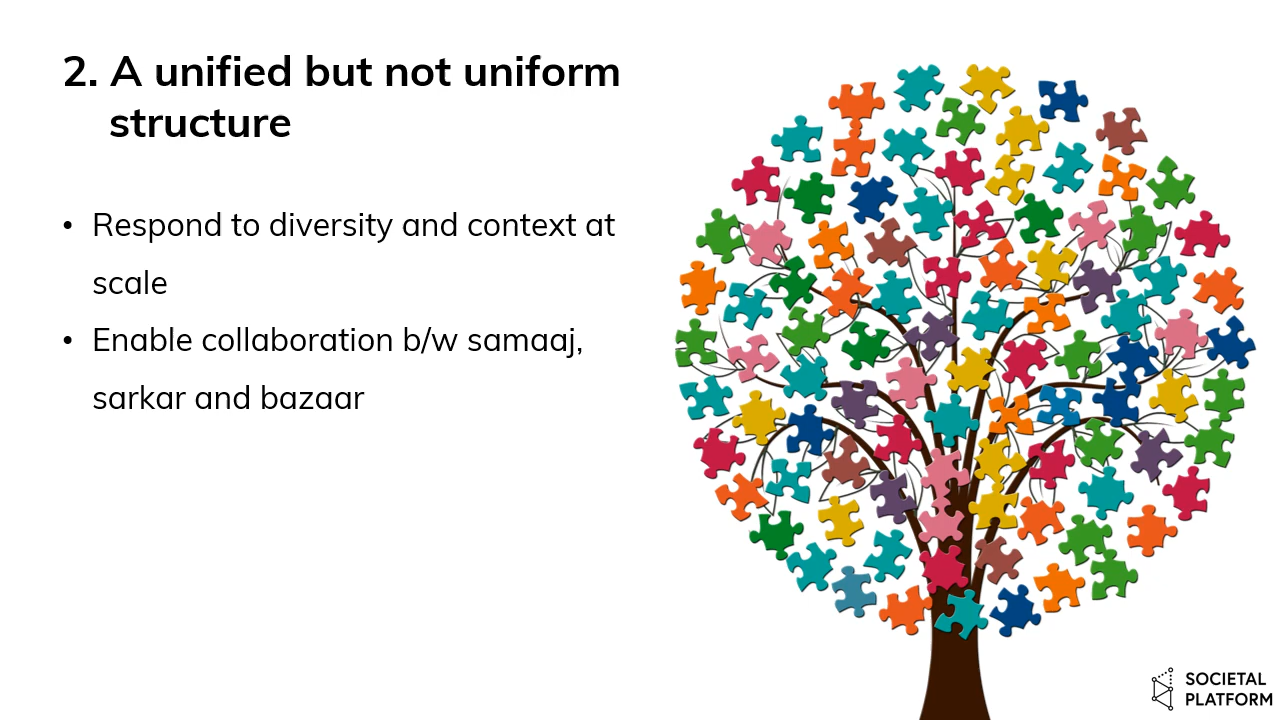 2. A unified but not uniform
structure
• Respond to diversity and context at
scale
• Enable collaboration b/w samaaj,
sarkar and bazaar
SOCIETAL
PLATFORM